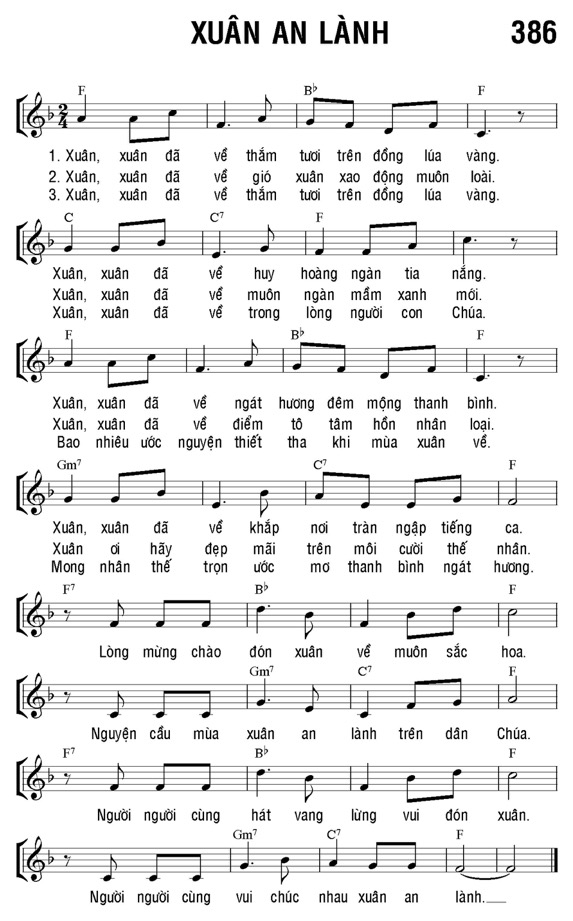 XUÂN AN LÀNH 386
F B♭ F
2
4
1. Xuân, xuân đã về thắm tươi trên đồng lúa vàng.
2. Xuân, xuân đã về gió xuân xao động muôn loài.
3. Xuân, xuân đã về thắm tươi trên đồng lúa vàng.
C C7 F
Xuân, xuân đã về huy hoàng ngàn tia nắng.
Xuân, xuân đã về muôn ngàn mầm xanh mới.
Xuân, xuân đã về trong lòng người con Chúa.
F B♭ F
Xuân, xuân đã về ngát hương đêm mộng thanh bình.
Xuân, xuân đã về điểm tô tâm hồn nhân loại.
Bao nhiêu ước nguyện thiết tha khi mùa xuân về.
Gm7 C7 F
Xuân, xuân đã về khắp nơi tràn ngập tiếng ca.
Xuân ơi hãy đẹp mãi trên môi cười thế nhân.
Mong nhân thế trọn ước mơ thanh bình ngát hương.
F7 B♭ F
Lòng mừng chào đón xuân về muôn sắc hoa.
Gm7 C7 F
Nguyện cầu mùa xuân an lành trên dân Chúa.
F7 B♭ F
Người người cùng hát vang lừng vui đón xuân.
Gm7 C7 F
Người người cùng vui chúc nhau xuân an lành.